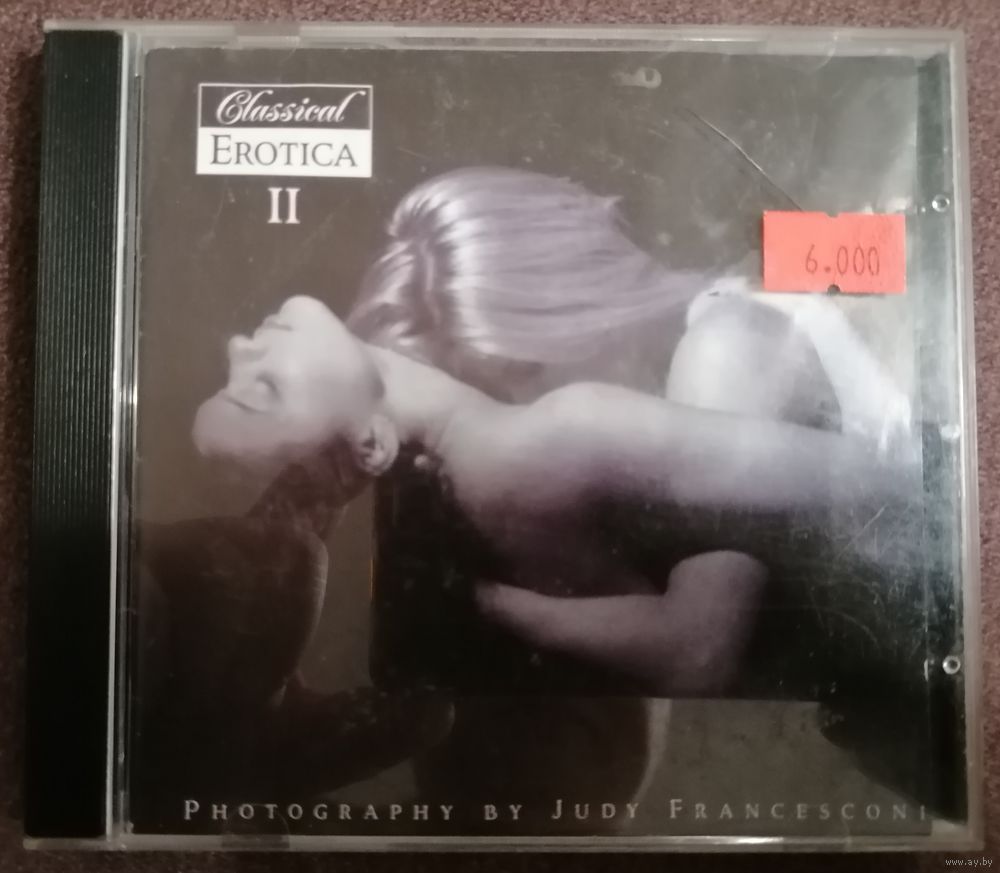 Classical
EROTICA
II
6.000
PHOTOGRAPHY BY JUDY FRANCESCONI
www.ay.by